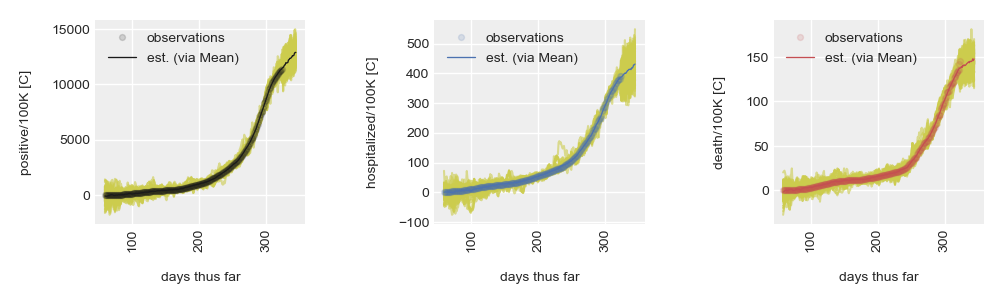 positive/100K [C]
15000
10000
5000
0
observations
est. (via Mean)
100
200
300
days thus far
hospitalized/100K [C]
500
400
300
200
100
0
−100
observations
est. (via Mean)
100
200
300
days thus far
death/100K [C]
150
100
50
0
observations
est. (via Mean)
100
200
300
days thus far